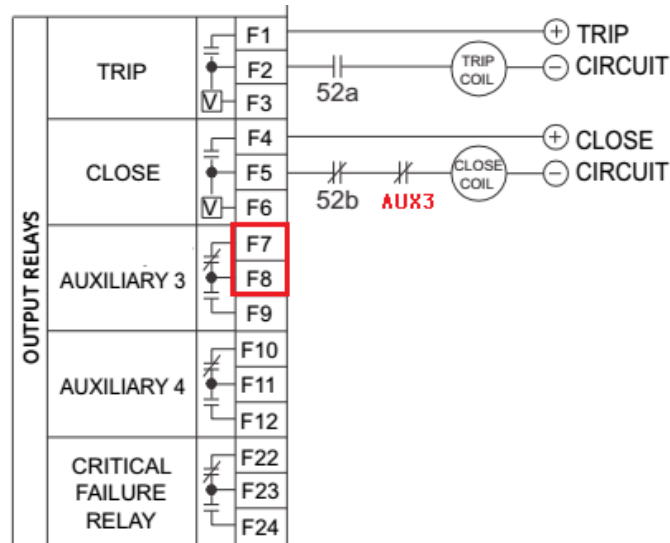 OUTPUT RELAYS
TRIP
F1
F2
F3
V
52a
TRIP
COIL
+ TRIP
− CIRCUIT
CLOSE
F4
F5
F6
V
52b
AUX3
CLOSE
COIL
+ CLOSE
− CIRCUIT
AUXILIARY 3
F7
F8
F9
AUXILIARY 4
F10
F11
F12
CRITICAL
FAILURE
RELAY
F22
F23
F24